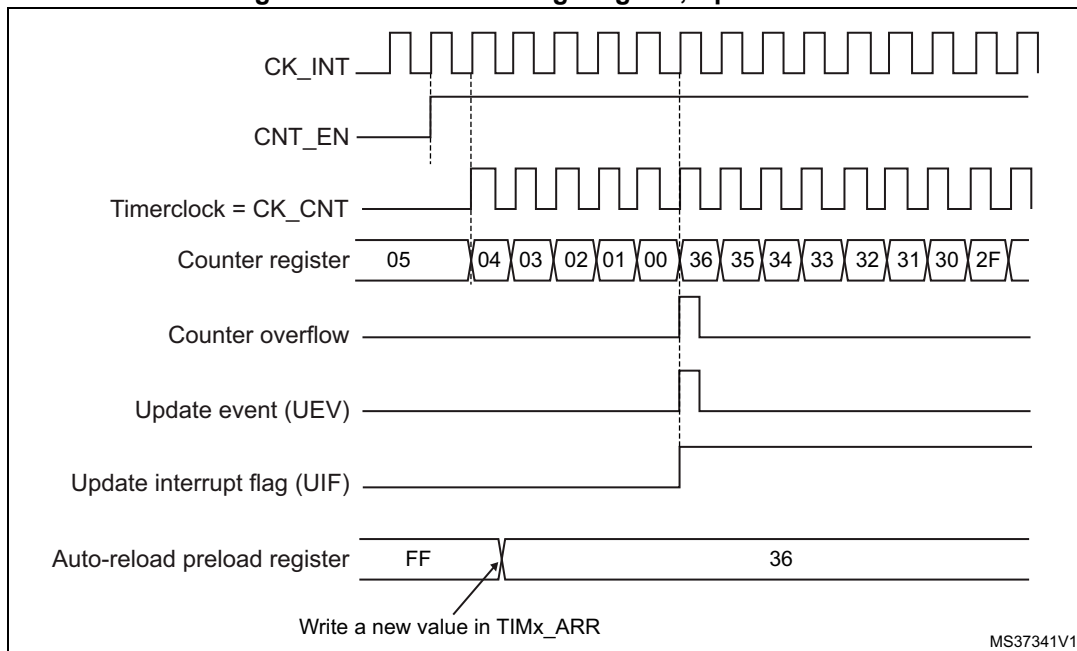 CK_INT
CNT_EN
Timerclock = CK_CNT
Counter register 05 04 03 02 01 00 36 35 34 33 32 31 30 2F
Counter overflow
Update event (UEV)
Update interrupt flag (UIF)
Auto-reload preload register FF 36
Write a new value in TIMx_ARR
MS37341V1